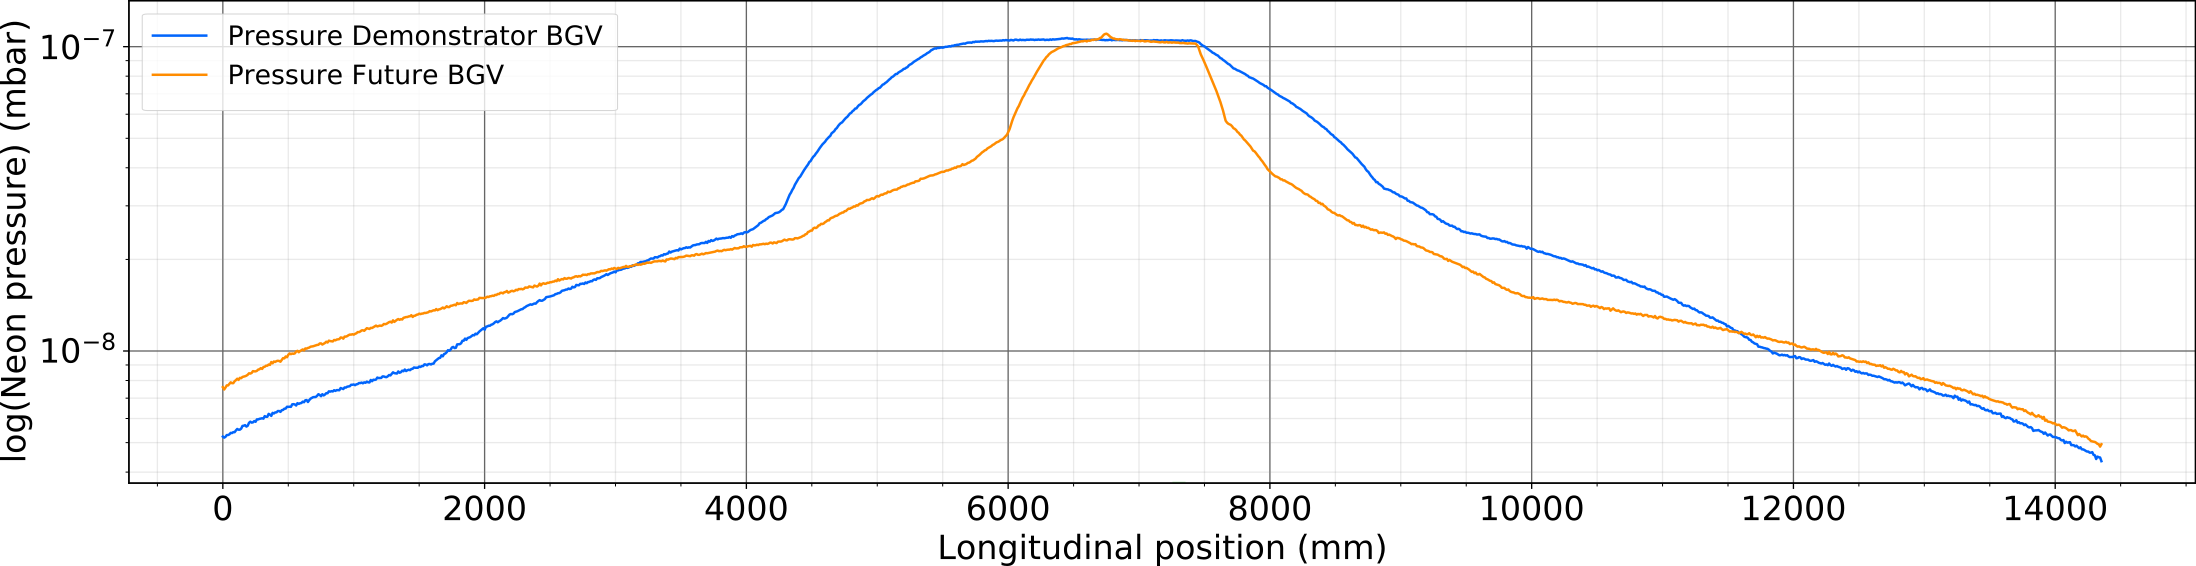 Pressure Demonstrator BGV
Pressure Future BGV
log(Neon pressure) (mbar)
10⁻⁷
10⁻⁸
0 2000 4000 6000 8000 10000 12000 14000
Longitudinal position (mm)